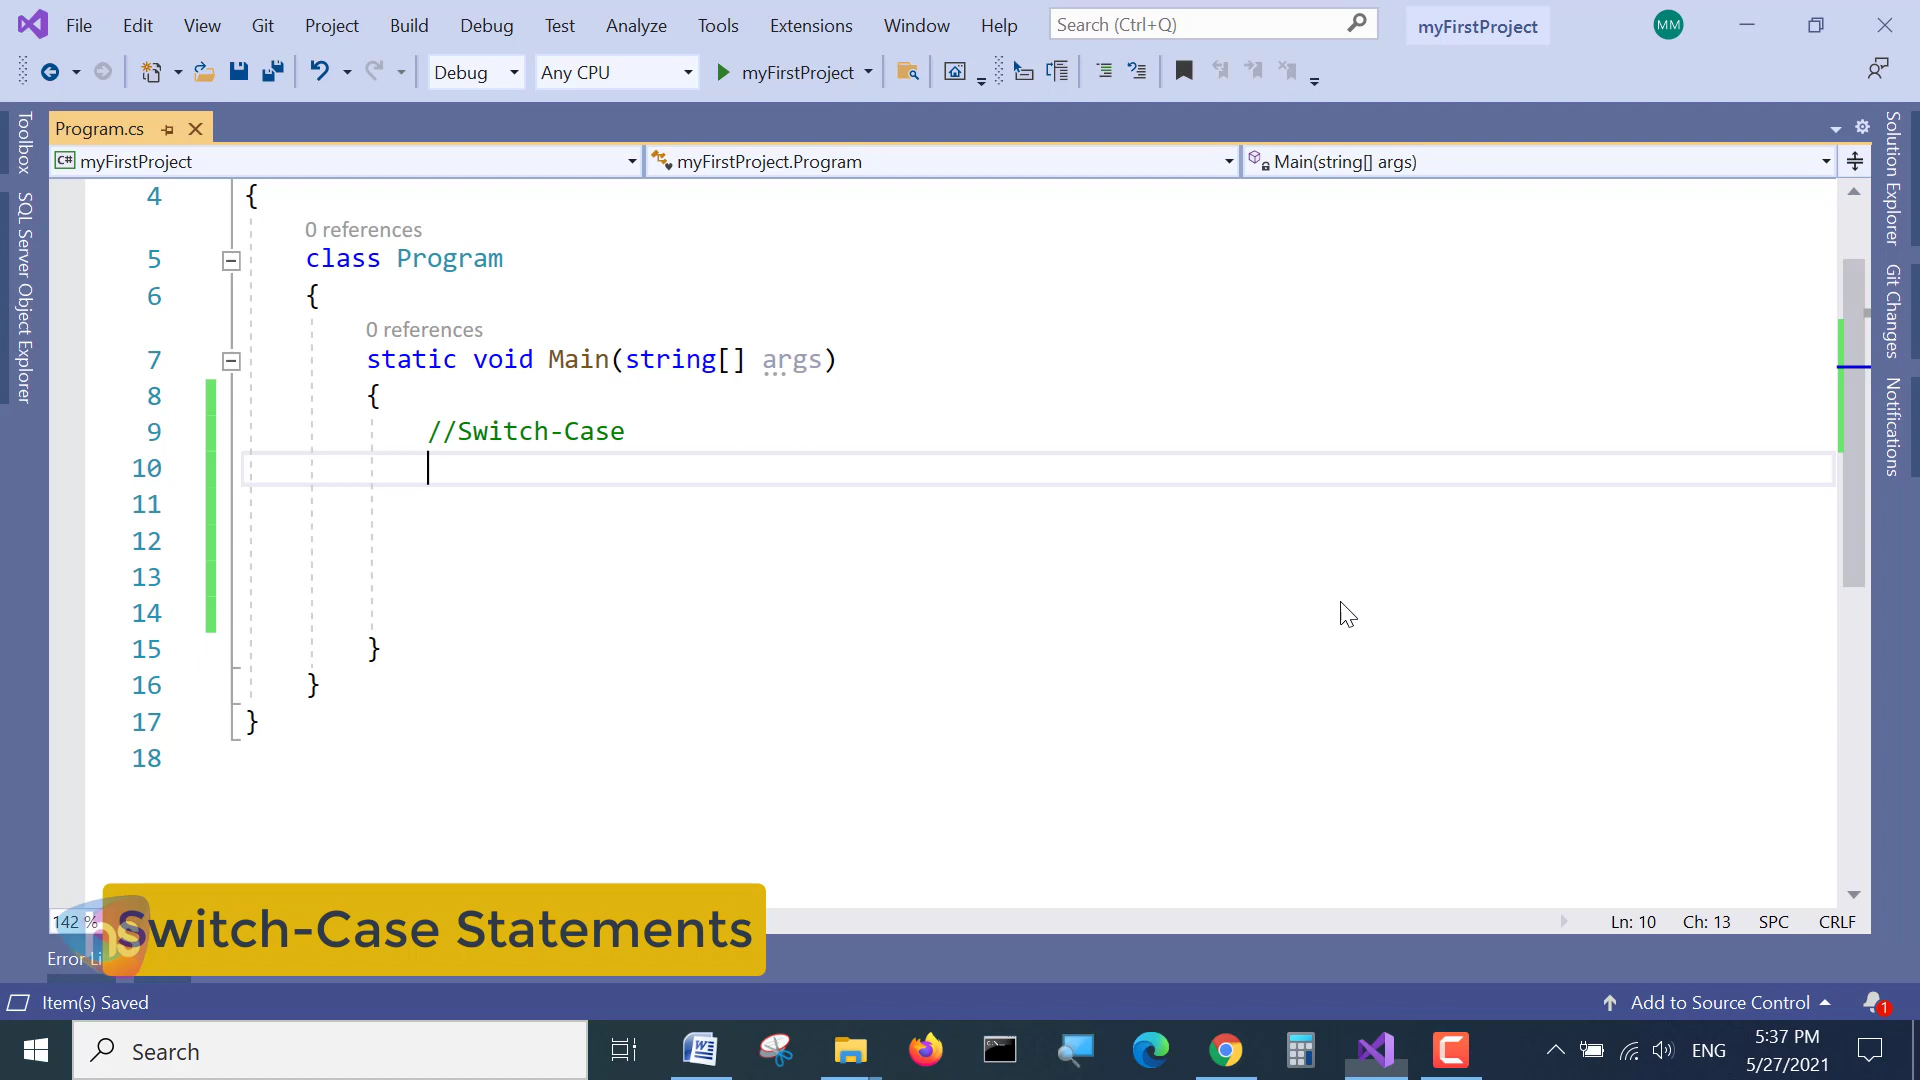 File Edit View Git Project Build Debug Test Analyze Tools Extensions Window Help Search (Ctrl+Q) myFirstProject MM
Debug Any CPU myFirstProject
Program.cs
C# myFirstProject myFirstProject.Program Main(string[] args)
Toolbox
SQL Server Object Explorer
Solution Explorer
Git Changes
Notifications
4 {
0 references
5 class Program
6 {
0 references
7 static void Main(string[] args)
8 {
9 //Switch-Case
10
11
12
13
14
15 }
16 }
17 }
18
142 % Ln: 10 Ch: 13 SPC CRLF
hs
Switch-Case Statements
Error Li
Item(s) Saved Add to Source Control 1
Search ENG 5:37 PM
5/27/2021